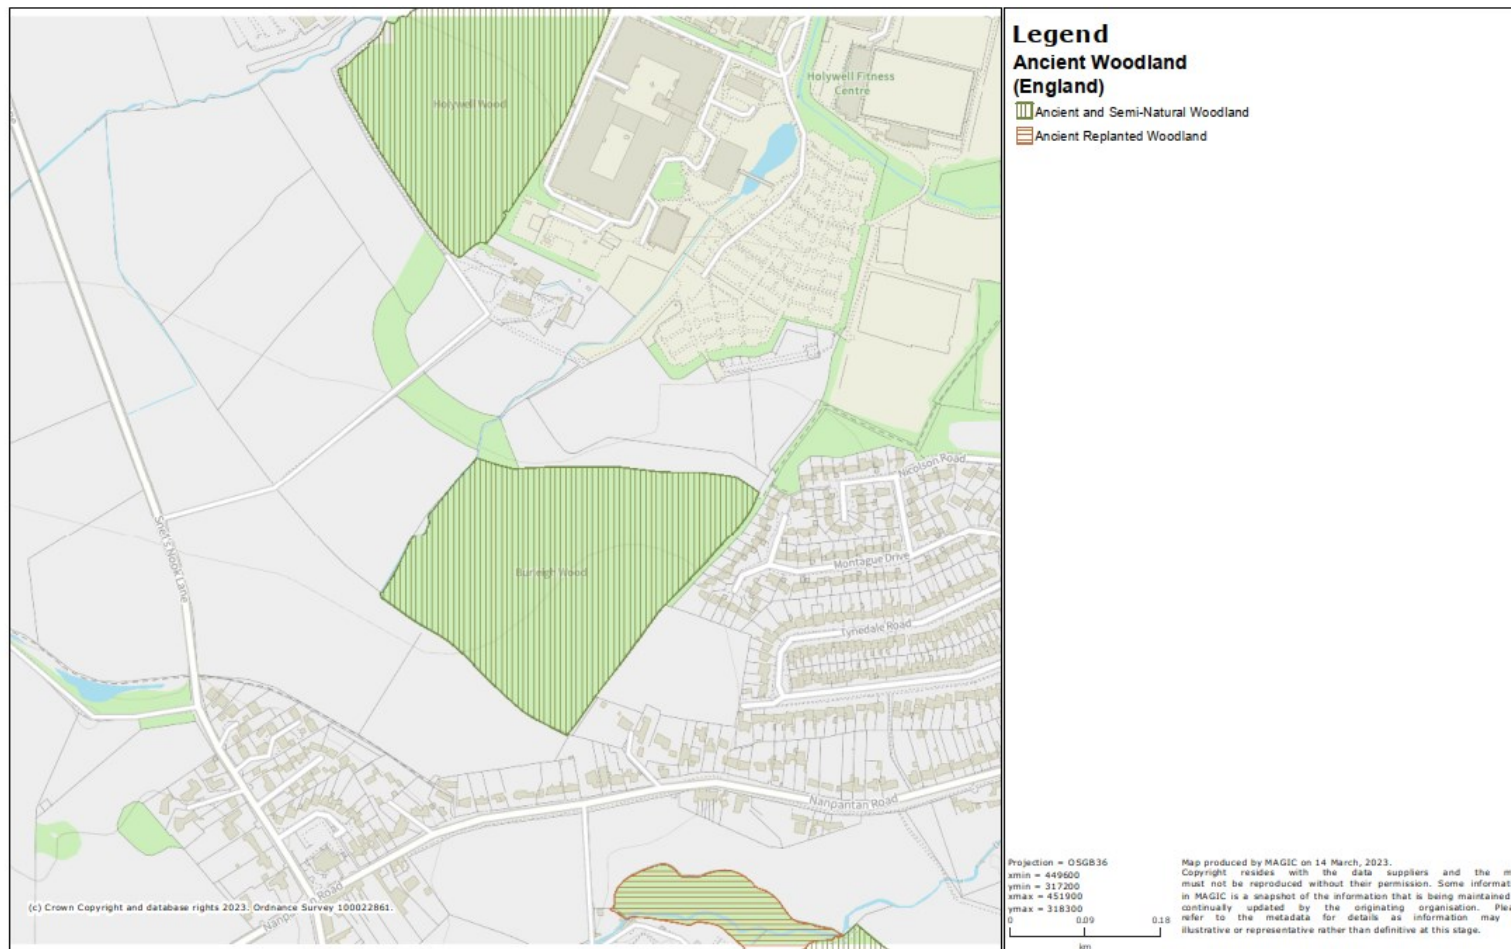 Legend
Ancient Woodland
(England)
Ancient and Semi-Natural Woodland
Ancient Replanted Woodland
Holywell Wood
Holywell Fitness
Centre
Nicolson Road
Snell's Nook Lane
Montague Drive
Burleigh Wood
Tynedale Road
Nanpantan Road
Road
(c) Crown Copyright and database rights 2023. Ordnance Survey 100022861.
Projection = OSGB36
xmin = 449600
ymin = 317200
xmax = 451900
ymax = 318300
0 0.09 0.18
km
Map produced by MAGIC on 14 March, 2023.
Copyright resides with the data suppliers and the m
must not be reproduced without their permission. Some informat
in MAGIC is a snapshot of the information that is being maintained
continually updated by the originating organisation. Plea
refer to the metadata for details as information may
illustrative or representative rather than definitive at this stage.